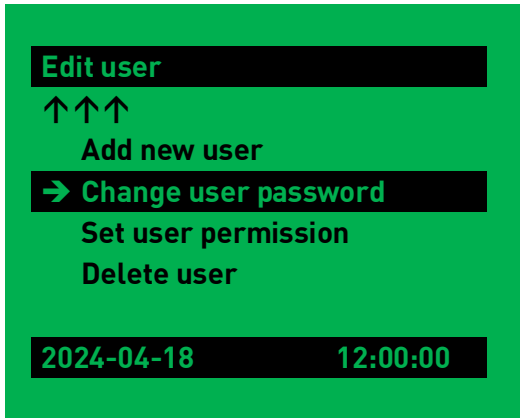 Edit user
↑↑↑
Add new user
→ Change user password
Set user permission
Delete user
2024-04-18 12:00:00